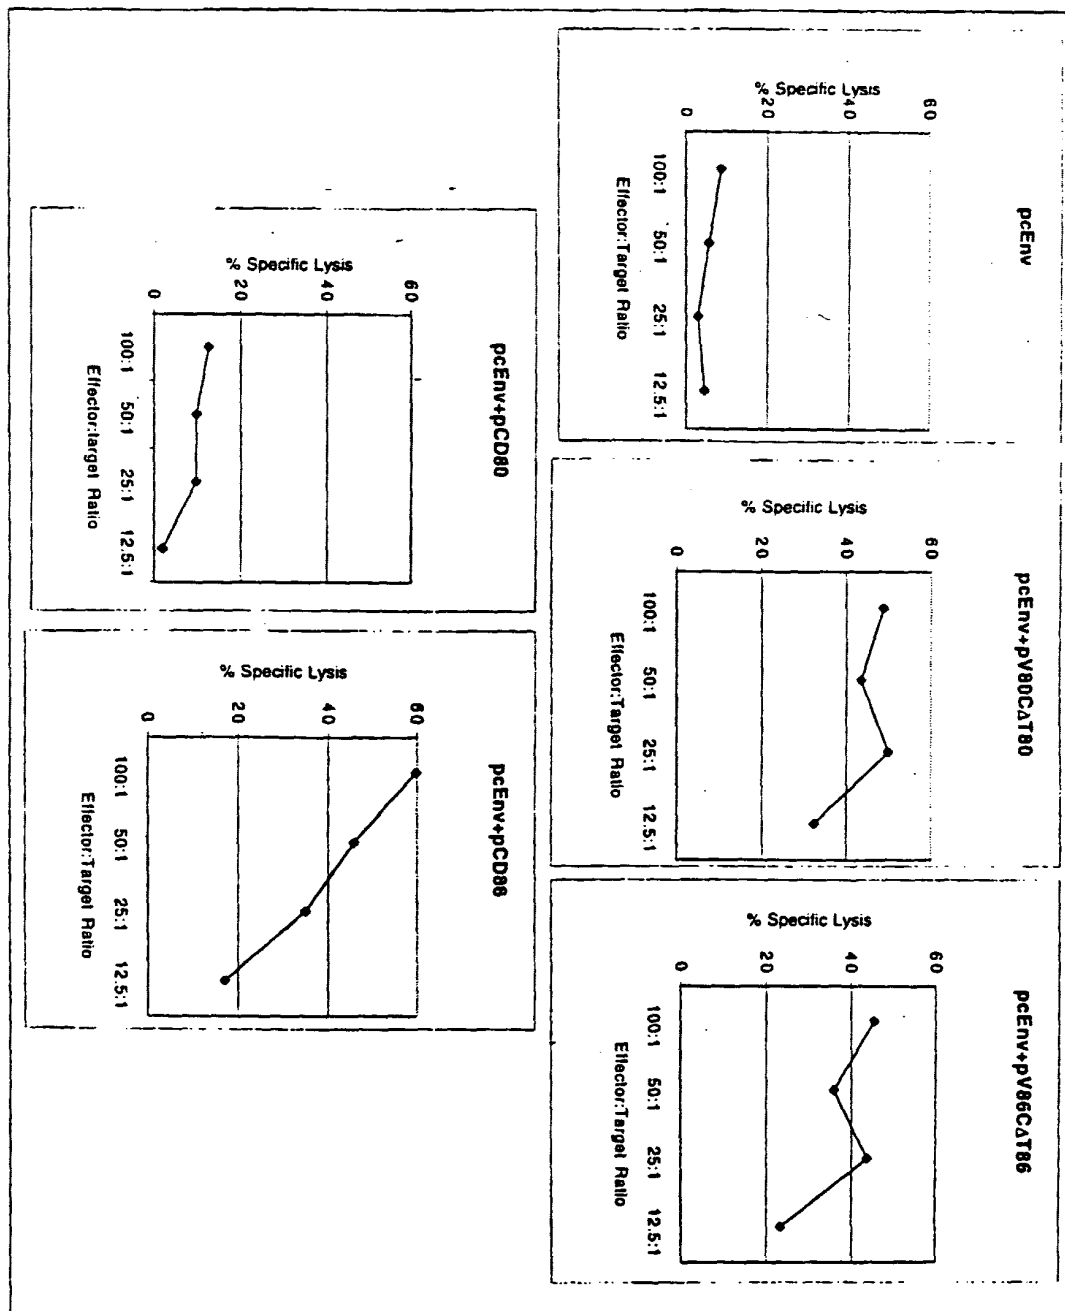 pcEnv
% Specific Lysis
60
40
20
0
100:1 50:1 25:1 12.5:1
Effector:Target Ratio
pcEnv+pV80CΔT80
% Specific Lysis
60
40
20
0
100:1 50:1 25:1 12.5:1
Effector:Target Ratio
pcEnv+pV86CΔT86
% Specific Lysis
60
40
20
0
100:1 50:1 25:1 12.5:1
Effector:Target Ratio
pcEnv+pCD80
% Specific Lysis
60
40
20
0
100:1 50:1 25:1 12.5:1
Effector:target Ratio
pcEnv+pCD86
% Specific Lysis
60
40
20
0
100:1 50:1 25:1 12.5:1
Effector:Target Ratio